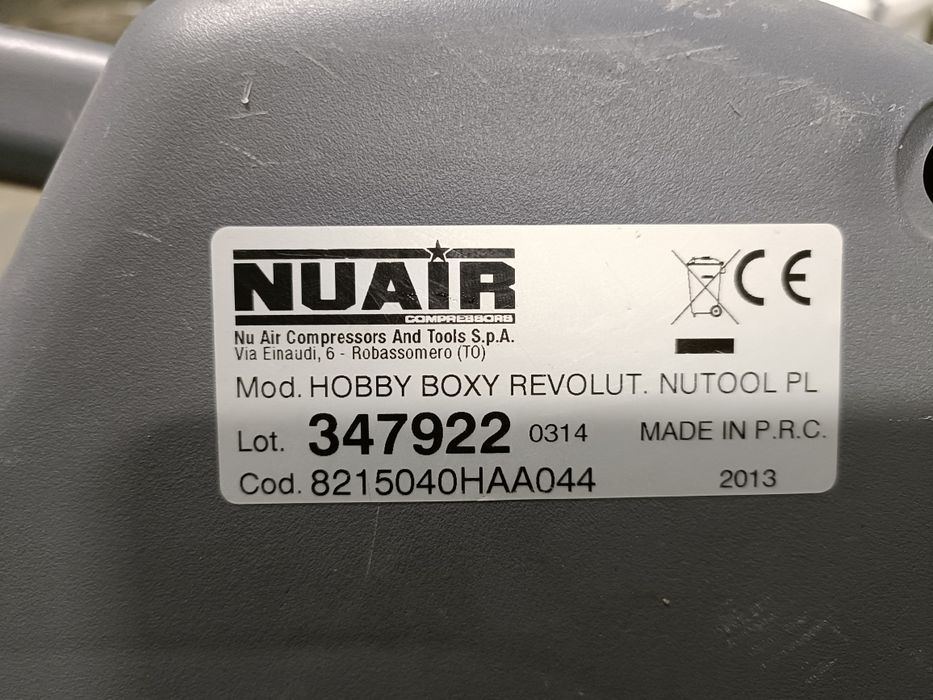 NUAIR
COMPRESSORS
CE
Nu Air Compressors And Tools S.p.A.
Via Einaudi, 6 - Robassomero (TO)
Mod. HOBBY BOXY REVOLUT. NUTOOL PL
Lot. 347922 0314 MADE IN P.R.C.
Cod. 8215040HAA044 2013